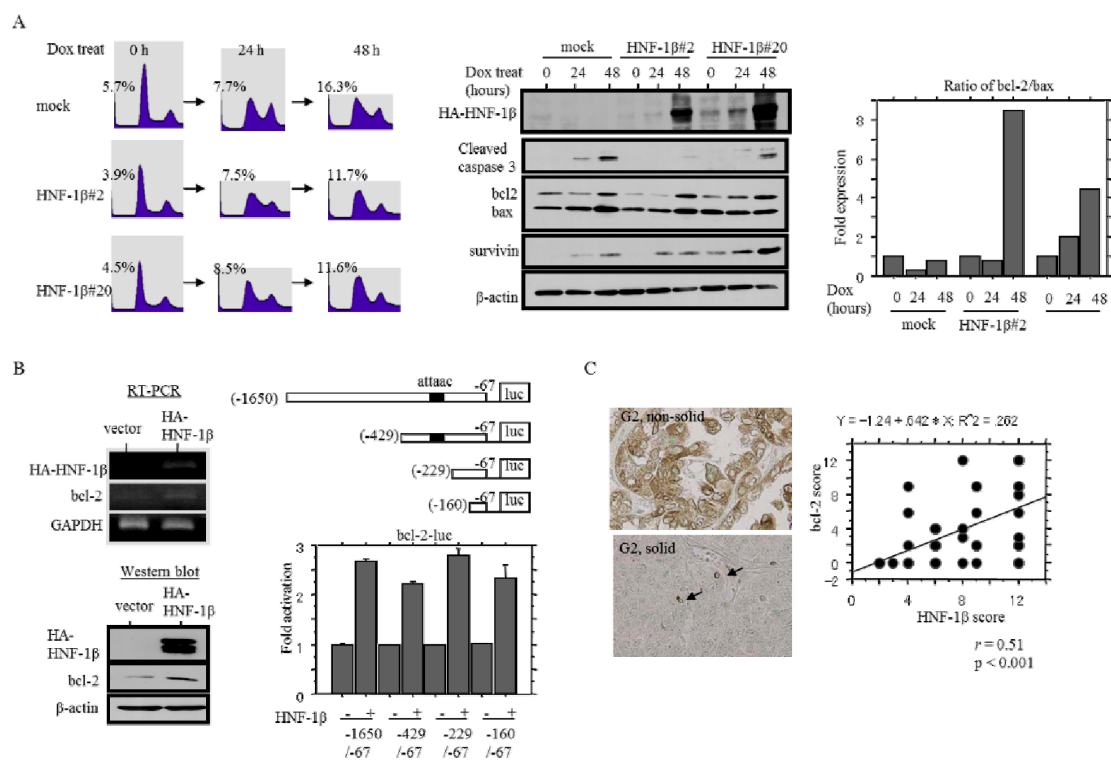 A
Dox treat
0 h
24 h
48 h
mock
5.7%
7.7%
16.3%
HNF-1β#2
3.9%
7.5%
11.7%
HNF-1β#20
4.5%
8.5%
11.6%
mock
HNF-1β#2
HNF-1β#20
Dox treat
(hours)
0 24 48 0 24 48 0 24 48
HA-HNF-1β
Cleaved
caspase 3
bcl2
bax
survivin
β-actin
Ratio of bcl-2/bax
Fold expression
8
6
4
2
0
Dox
(hours)
0 24 48 0 24 48 0 24 48
mock
HNF-1β#2
B
RT-PCR
vector
HA-
HNF-1β
HA-HNF-1β
bcl-2
GAPDH
Western blot
vector
HA-
HNF-1β
HA-
HNF-1β
bcl-2
β-actin
attaac
(-1650)
-67
luc
(-429)
-67
luc
(-229)
-67
luc
(-160)
-67
luc
bcl-2-luc
Fold activation
3
2
1
0
HNF-1β
- + - + - + - +
-1650 -429 -229 -160
/-67 /-67 /-67 /-67
C
G2, non-solid
G2, solid
Y = -1.24 + .642 * X; R^2 = .262
bcl-2 score
12
10
8
6
4
2
0
-2
0 4 8 12
HNF-1β score
r = 0.51
p < 0.001